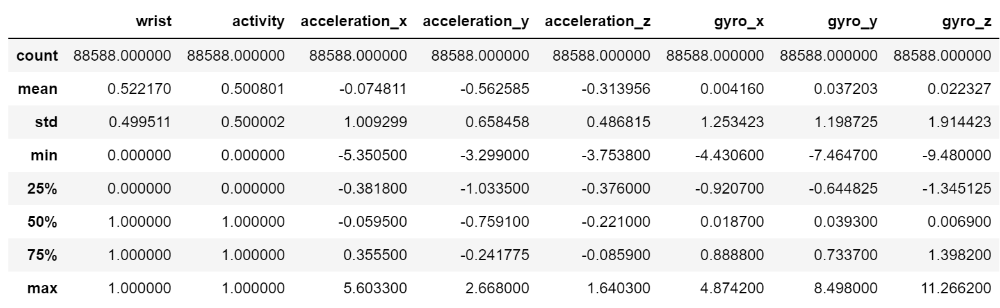 wrist activity acceleration_x acceleration_y acceleration_z gyro_x gyro_y gyro_z
count 88588.000000 88588.000000 88588.000000 88588.000000 88588.000000 88588.000000 88588.000000 88588.000000
mean 0.522170 0.500801 -0.074811 -0.562585 -0.313956 0.004160 0.037203 0.022327
std 0.499511 0.500002 1.009299 0.658458 0.486815 1.253423 1.198725 1.914423
min 0.000000 0.000000 -5.350500 -3.299000 -3.753800 -4.430600 -7.464700 -9.480000
25% 0.000000 0.000000 -0.381800 -1.033500 -0.376000 -0.920700 -0.644825 -1.345125
50% 1.000000 1.000000 -0.059500 -0.759100 -0.221000 0.018700 0.039300 0.006900
75% 1.000000 1.000000 0.355500 -0.241775 -0.085900 0.888800 0.733700 1.398200
max 1.000000 1.000000 5.603300 2.668000 1.640300 4.874200 8.498000 11.266200